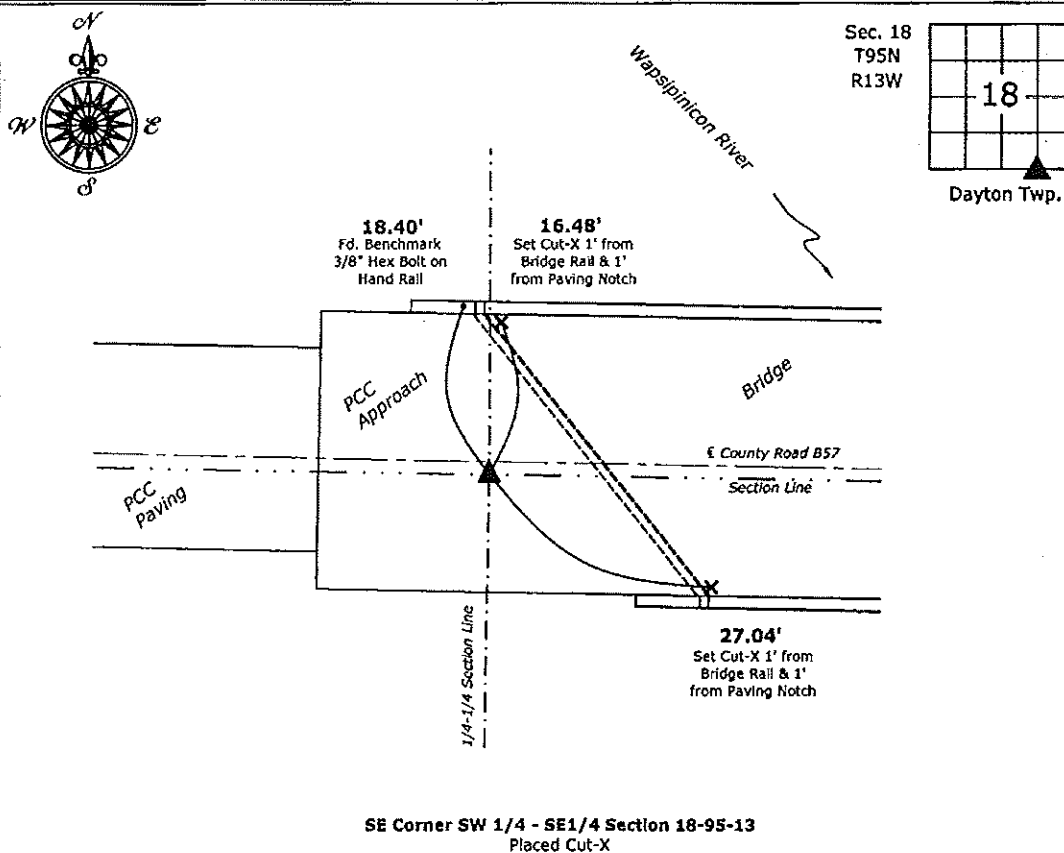 N
W
E
S
Wapsipinicon River
Sec. 18
T95N
R13W
18
Dayton Twp.
18.40'
Fd. Benchmark
3/8" Hex Bolt on
Hand Rail
16.48'
Set Cut-X 1' from
Bridge Rail & 1'
from Paving Notch
PCC
Approach
Bridge
℄ County Road B57
Section Line
PCC
Paving
1/4-1/4 Section Line
27.04'
Set Cut-X 1' from
Bridge Rail & 1'
from Paving Notch
SE Corner SW 1/4 - SE1/4 Section 18-95-13
Placed Cut-X